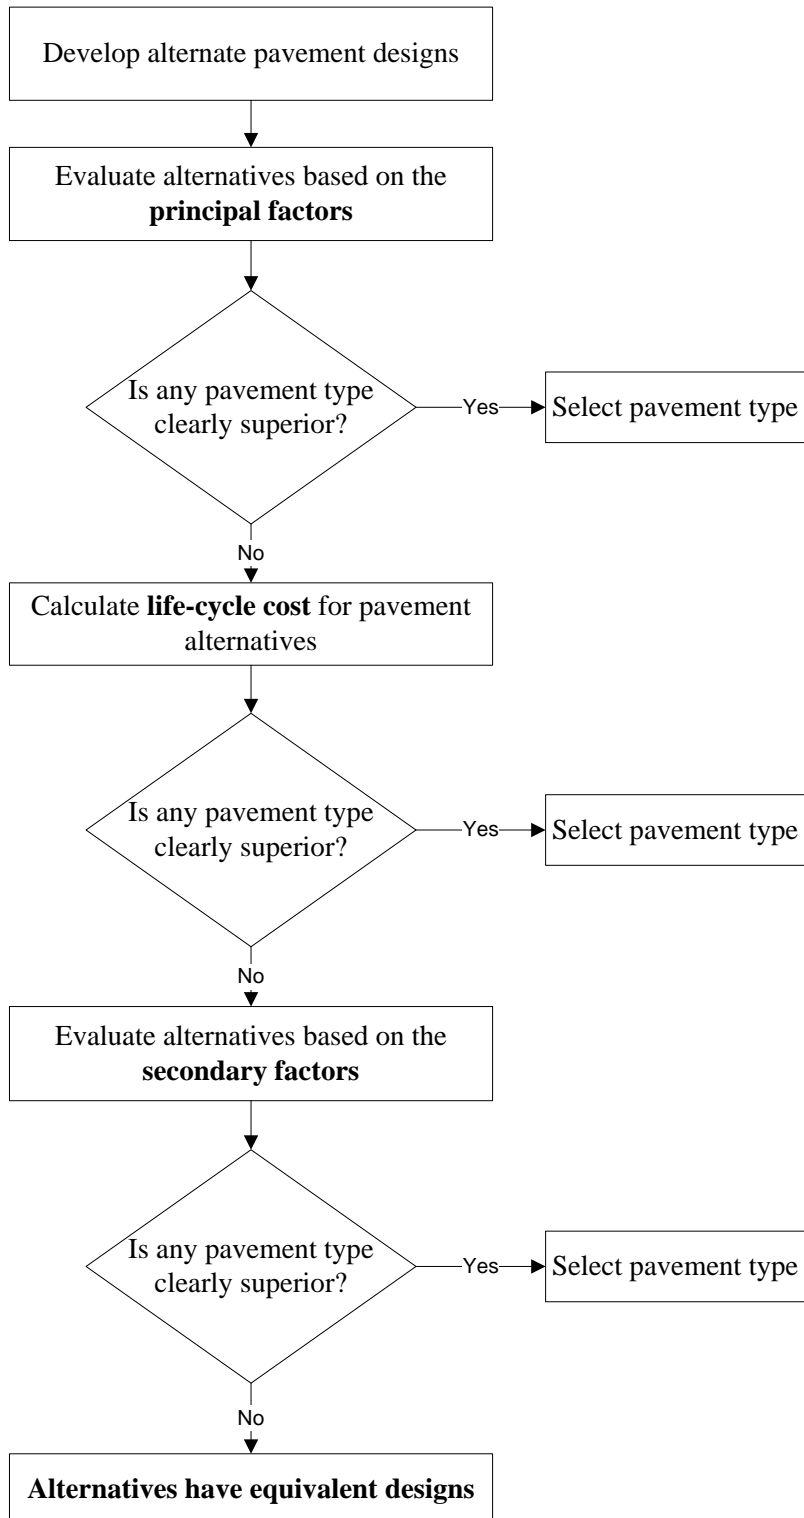 Develop alternate pavement designs
Evaluate alternatives based on the
principal factors
Is any pavement type
clearly superior?
Yes
Select pavement type
No
Calculate life-cycle cost for pavement
alternatives
Is any pavement type
clearly superior?
Yes
Select pavement type
No
Evaluate alternatives based on the
secondary factors
Is any pavement type
clearly superior?
Yes
Select pavement type
No
Alternatives have equivalent designs